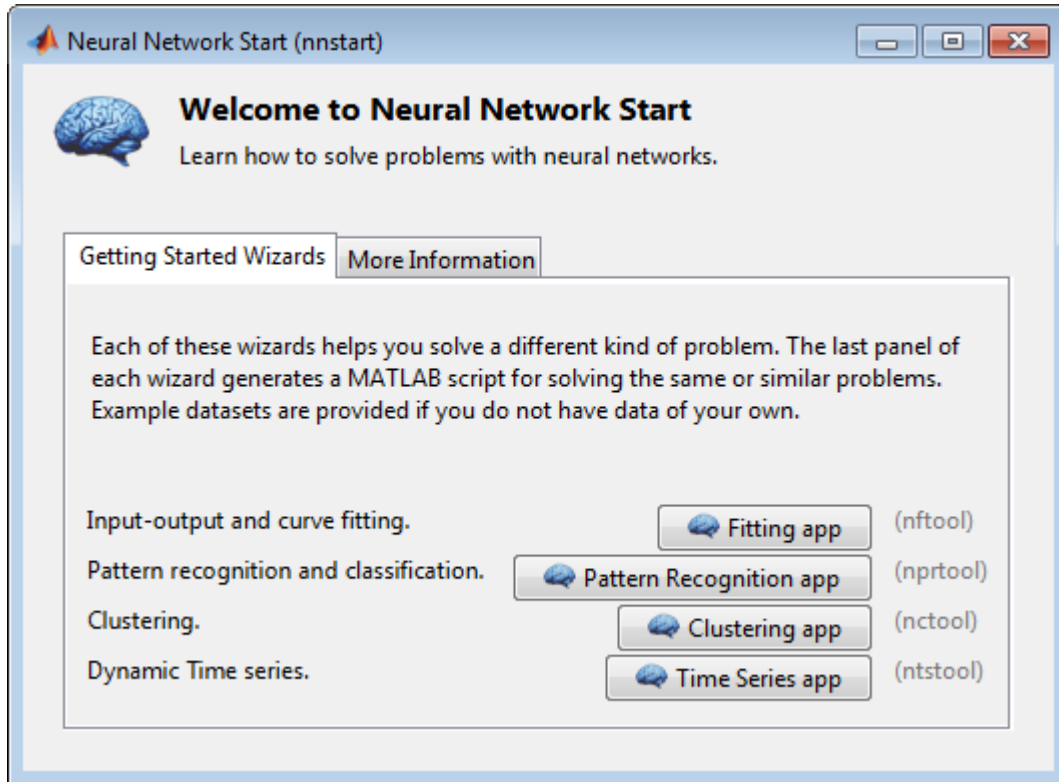 Neural Network Start (nnstart)
Welcome to Neural Network Start
Learn how to solve problems with neural networks.
Getting Started Wizards
More Information
Each of these wizards helps you solve a different kind of problem. The last panel of
each wizard generates a MATLAB script for solving the same or similar problems.
Example datasets are provided if you do not have data of your own.
Input-output and curve fitting. Fitting app (nftool)
Pattern recognition and classification. Pattern Recognition app (nprtool)
Clustering. Clustering app (nctool)
Dynamic Time series. Time Series app (ntstool)